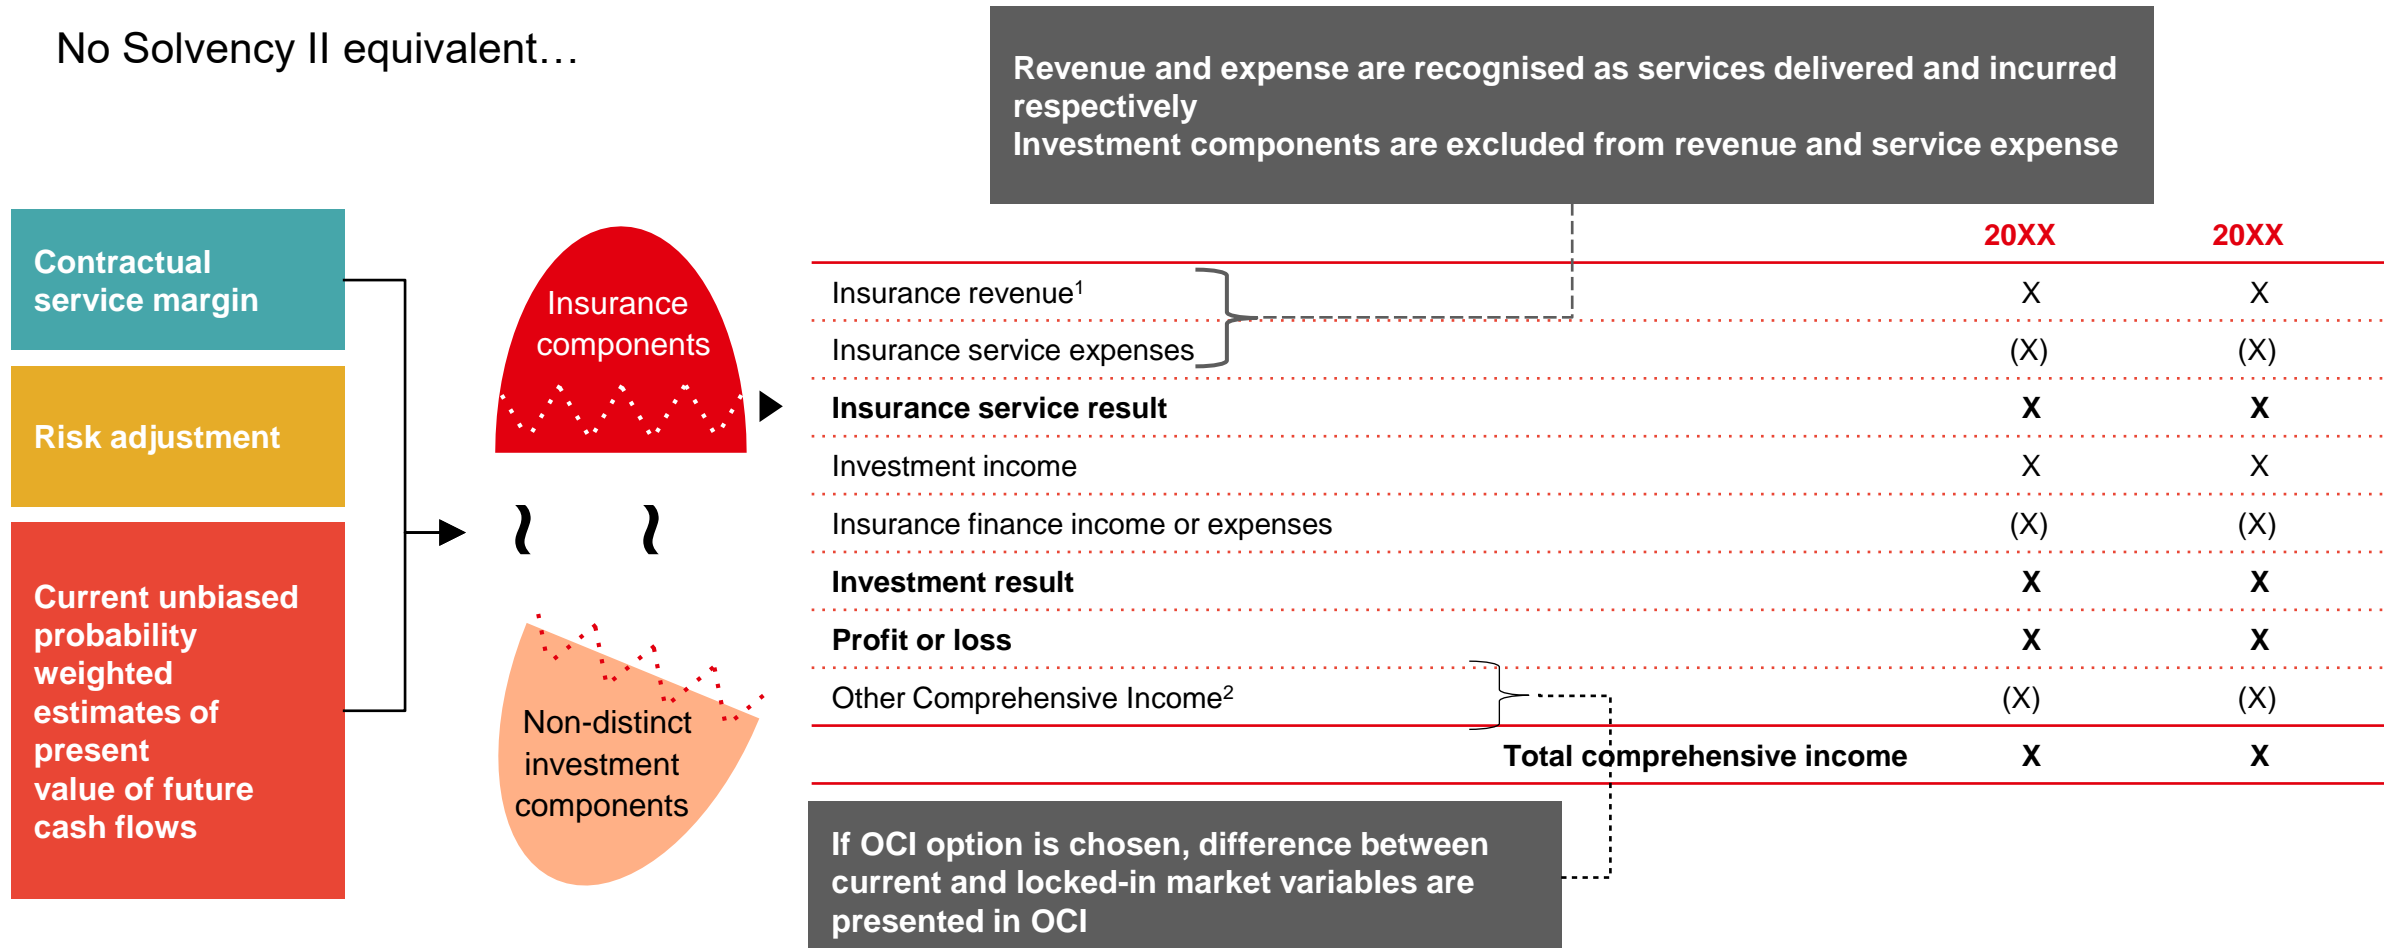 No Solvency II equivalent…
Revenue and expense are recognised as services delivered and incurred
respectively
Investment components are excluded from revenue and service expense
Contractual
service margin
Risk adjustment
Current unbiased
probability
weighted
estimates of
present
value of future
cash flows
Insurance
components
Non-distinct
investment
components
20XX 20XX
Insurance revenue¹ X X
Insurance service expenses (X) (X)
Insurance service result X X
Investment income X X
Insurance finance income or expenses (X) (X)
Investment result X X
Profit or loss X X
Other Comprehensive Income² (X) (X)
Total comprehensive income X X
If OCI option is chosen, difference between
current and locked-in market variables are
presented in OCI